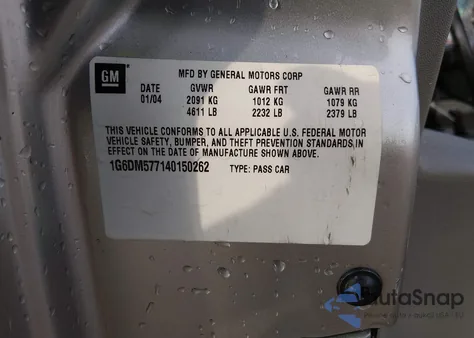 GM
MFD BY GENERAL MOTORS CORP
DATE GVWR GAWR FRT GAWR RR
01/04 2091 KG 1012 KG 1079 KG
4611 LB 2232 LB 2379 LB
THIS VEHICLE CONFORMS TO ALL APPLICABLE U.S. FEDERAL MOTOR
VEHICLE SAFETY, BUMPER, AND THEFT PREVENTION STANDARDS IN
EFFECT ON THE DATE OF MANUFACTURE SHOWN ABOVE.
1G6DM577140150262 TYPE: PASS CAR
AutoSnap